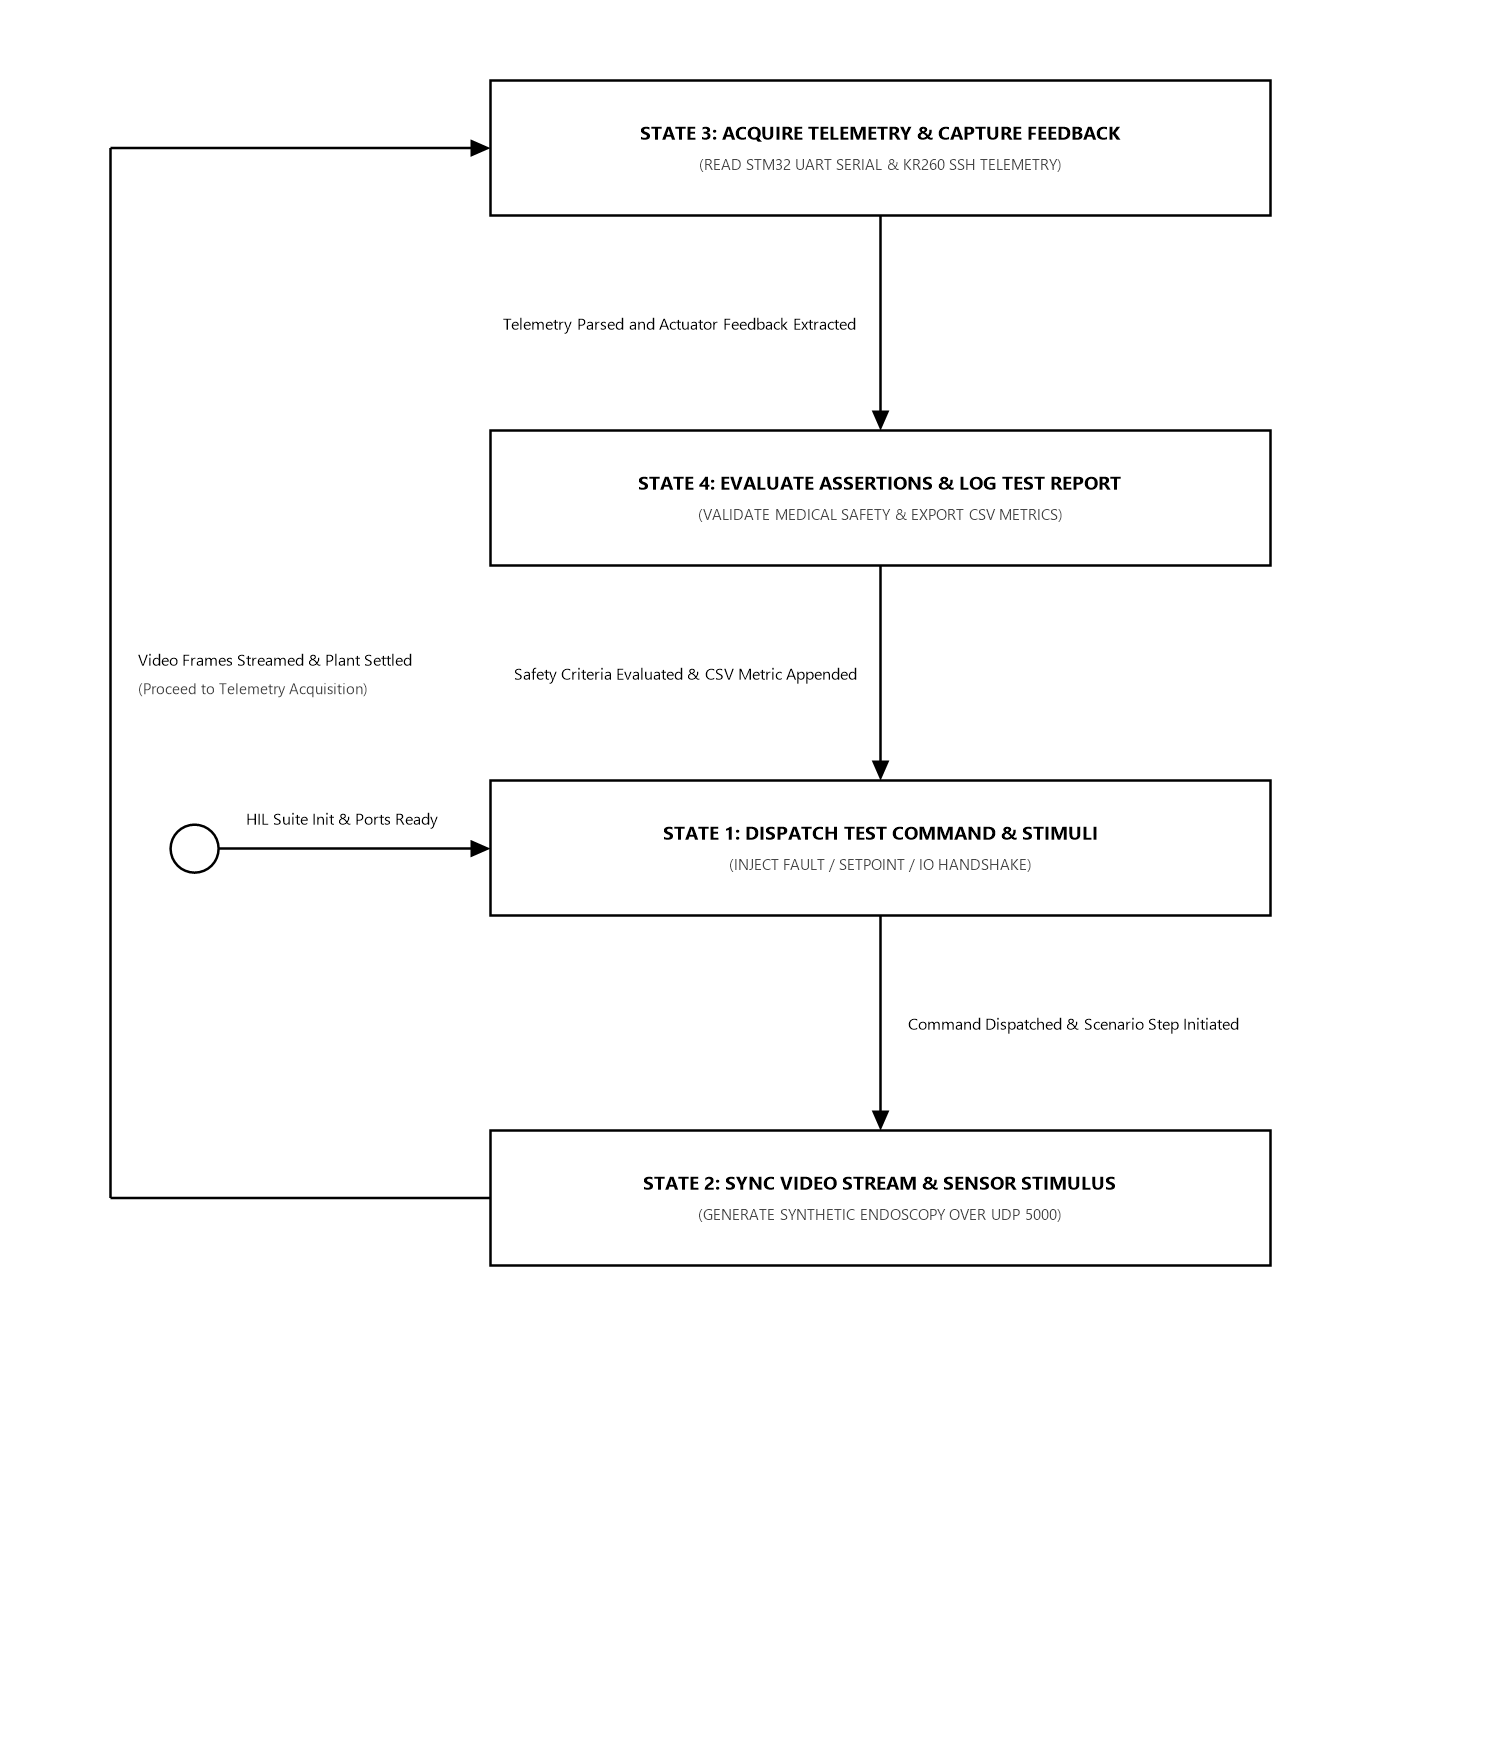 STATE 3: ACQUIRE TELEMETRY & CAPTURE FEEDBACK
(READ STM32 UART SERIAL & KR260 SSH TELEMETRY)
Telemetry Parsed and Actuator Feedback Extracted
STATE 4: EVALUATE ASSERTIONS & LOG TEST REPORT
(VALIDATE MEDICAL SAFETY & EXPORT CSV METRICS)
Video Frames Streamed & Plant Settled
(Proceed to Telemetry Acquisition)
Safety Criteria Evaluated & CSV Metric Appended
HIL Suite Init & Ports Ready
STATE 1: DISPATCH TEST COMMAND & STIMULI
(INJECT FAULT / SETPOINT / IO HANDSHAKE)
Command Dispatched & Scenario Step Initiated
STATE 2: SYNC VIDEO STREAM & SENSOR STIMULUS
(GENERATE SYNTHETIC ENDOSCOPY OVER UDP 5000)